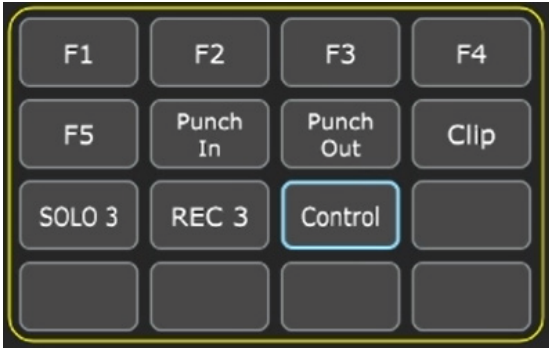 F1
F2
F3
F4
F5
Punch
In
Punch
Out
Clip
SOLO 3
REC 3
Control